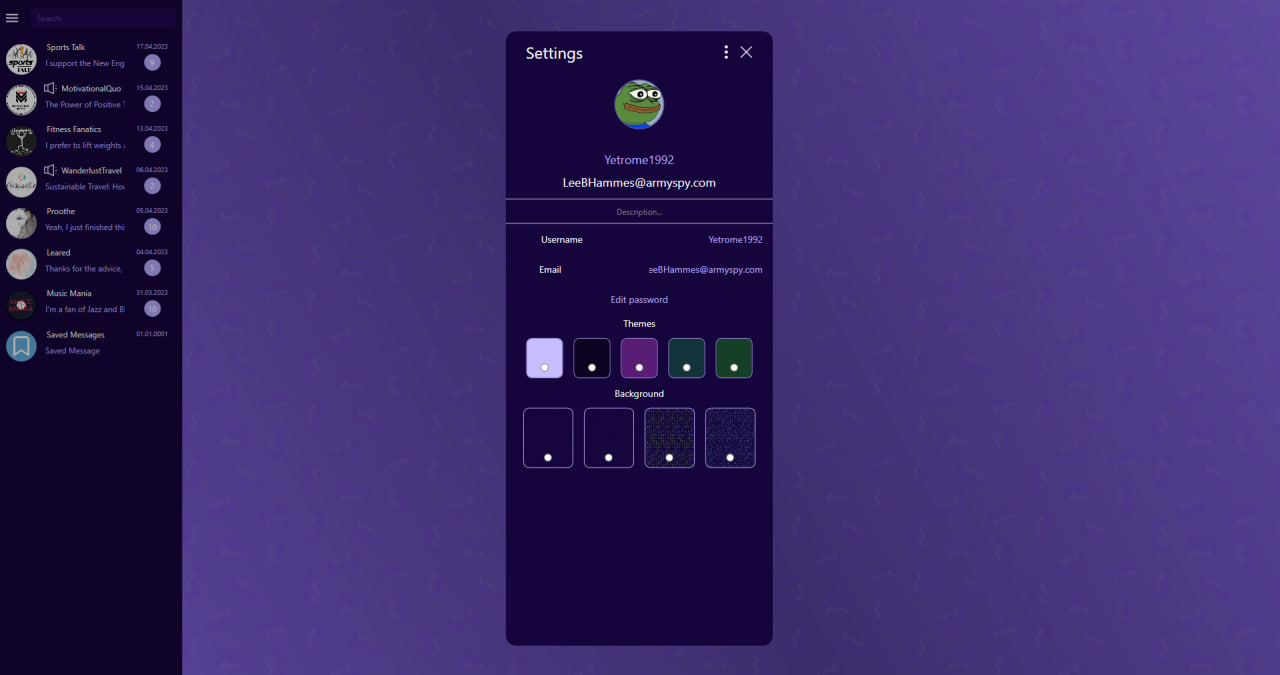 Search
Sports Talk
17.04.2023
I support the New Eng
9
MotivationalQuo
15.04.2023
The Power of Positive T
2
Fitness Fanatics
13.04.2023
I prefer to lift weights a
4
WanderlustTravel
06.04.2023
Sustainable Travel: How
2
Proothe
05.04.2023
Yeah, I just finished thi
10
Leared
04.04.2023
Thanks for the advice,
5
Music Mania
31.03.2023
I'm a fan of Jazz and Bl
10
Saved Messages
01.01.0001
Saved Message
Settings
Yetrome1992
LeeBHammes@armyspy.com
Description...
Username
Yetrome1992
Email
eeBHammes@armyspy.com
Edit password
Themes
Background